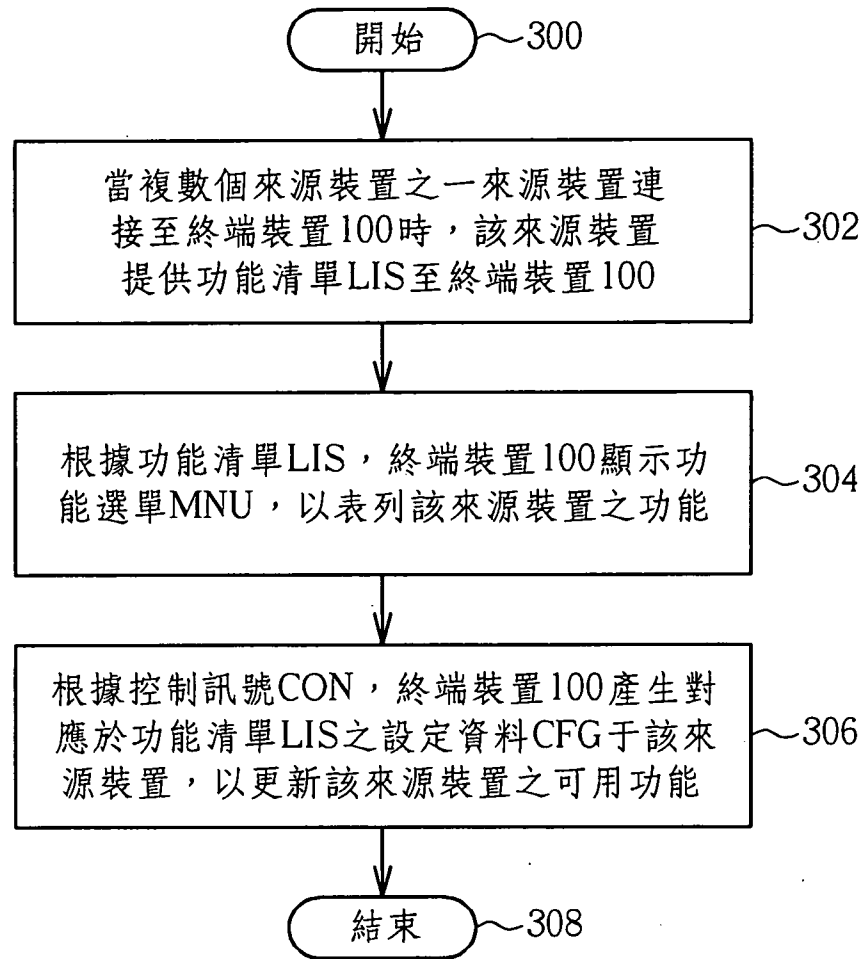 開始
300
當複數個來源裝置之一來源裝置連
接至終端裝置100時，該來源裝置
提供功能清單LIS至終端裝置100
302
根據功能清單LIS，終端裝置100顯示功
能選單MNU，以表列該來源裝置之功能
304
根據控制訊號CON，終端裝置100產生對
應於功能清單LIS之設定資料CFG于該來
源裝置，以更新該來源裝置之可用功能
306
結束
308